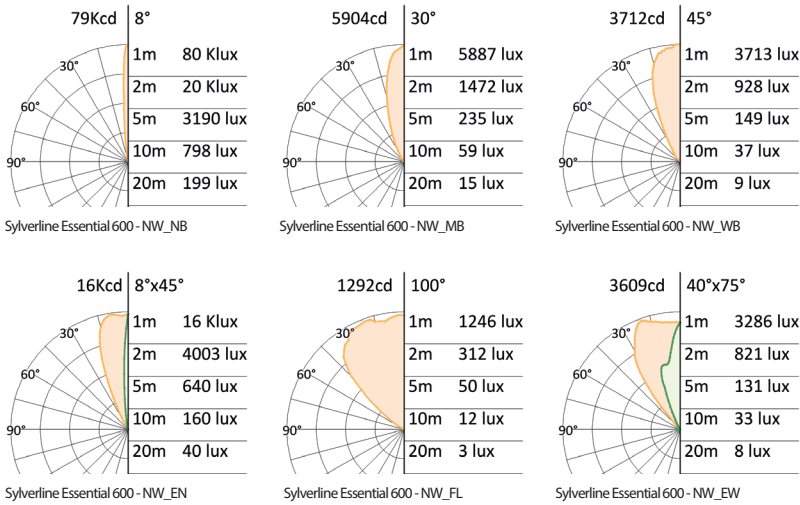 79Kcd 8°
1m 80 Klux
2m 20 Klux
5m 3190 lux
10m 798 lux
20m 199 lux
30°
60°
90°
Sylverline Essential 600 - NW_NB
5904cd 30°
1m 5887 lux
2m 1472 lux
5m 235 lux
10m 59 lux
20m 15 lux
30°
60°
90°
Sylverline Essential 600 - NW_MB
3712cd 45°
1m 3713 lux
2m 928 lux
5m 149 lux
10m 37 lux
20m 9 lux
30°
60°
90°
Sylverline Essential 600 - NW_WB
16Kcd 8°x45°
1m 16 Klux
2m 4003 lux
5m 640 lux
10m 160 lux
20m 40 lux
30°
60°
90°
Sylverline Essential 600 - NW_EN
1292cd 100°
1m 1246 lux
2m 312 lux
5m 50 lux
10m 12 lux
20m 3 lux
30°
60°
90°
Sylverline Essential 600 - NW_FL
3609cd 40°x75°
1m 3286 lux
2m 821 lux
5m 131 lux
10m 33 lux
20m 8 lux
30°
60°
90°
Sylverline Essential 600 - NW_EW